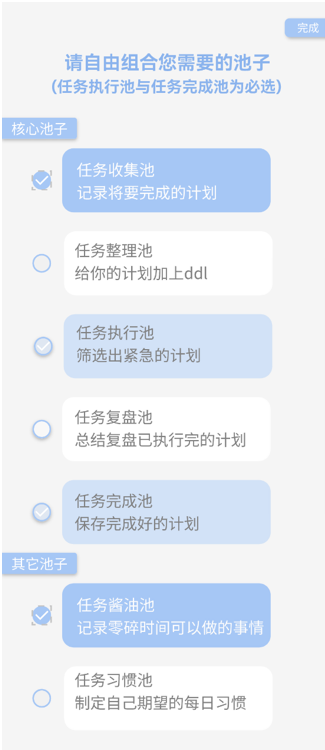 完成
请自由组合您需要的池子
(任务执行池与任务完成池为必选)
核心池子
任务收集池
记录将要完成的计划
任务整理池
给你的计划加上ddl
任务执行池
筛选出紧急的计划
任务复盘池
总结复盘已执行完的计划
任务完成池
保存完成好的计划
其它池子
任务酱油池
记录零碎时间可以做的事情
任务习惯池
制定自己期望的每日习惯